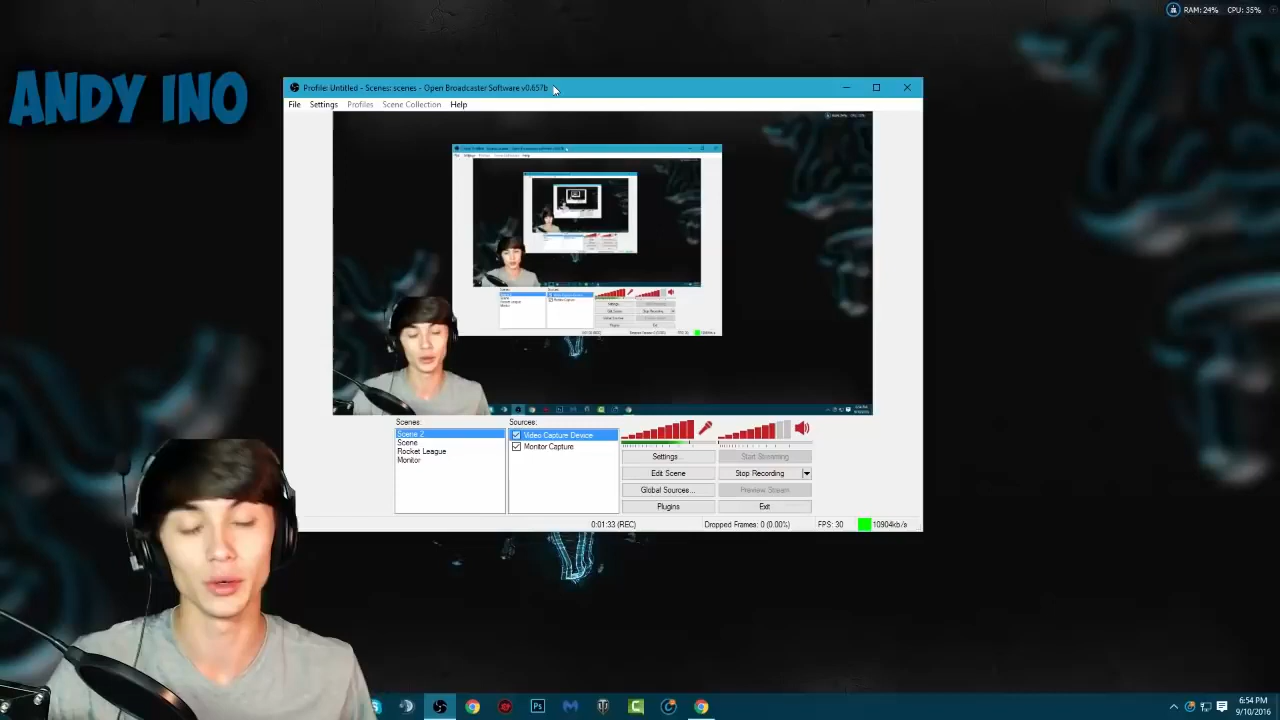 RAM: 24% CPU: 35%
ANDY INO
Profile: Untitled - Scenes: scenes - Open Broadcaster Software v0.657b
File Settings Profiles Scene Collection Help
Scenes: Sources:
Scene 2
Scene
Rocket League
Monitor
Video Capture Device
Monitor Capture
Settings... Start Streaming
Edit Scene Stop Recording
Global Sources... Preview Stream
Plugins Exit
0:01:33 (REC) Dropped Frames: 0 (0.00%) FPS: 30 10904kb/s
Ps
C
6:54 PM
9/10/2016